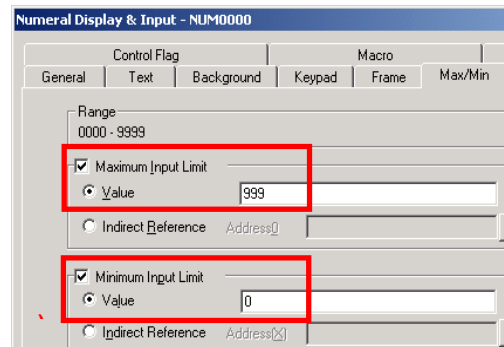 Numeral Display & Input - NUM0000
Control Flag Macro
General Text Background Keypad Frame Max/Min
Range
0000 - 9999
Maximum Input Limit
Value 999
Indirect Reference Address0
Minimum Input Limit
Value 0
Indirect Reference Address(X)